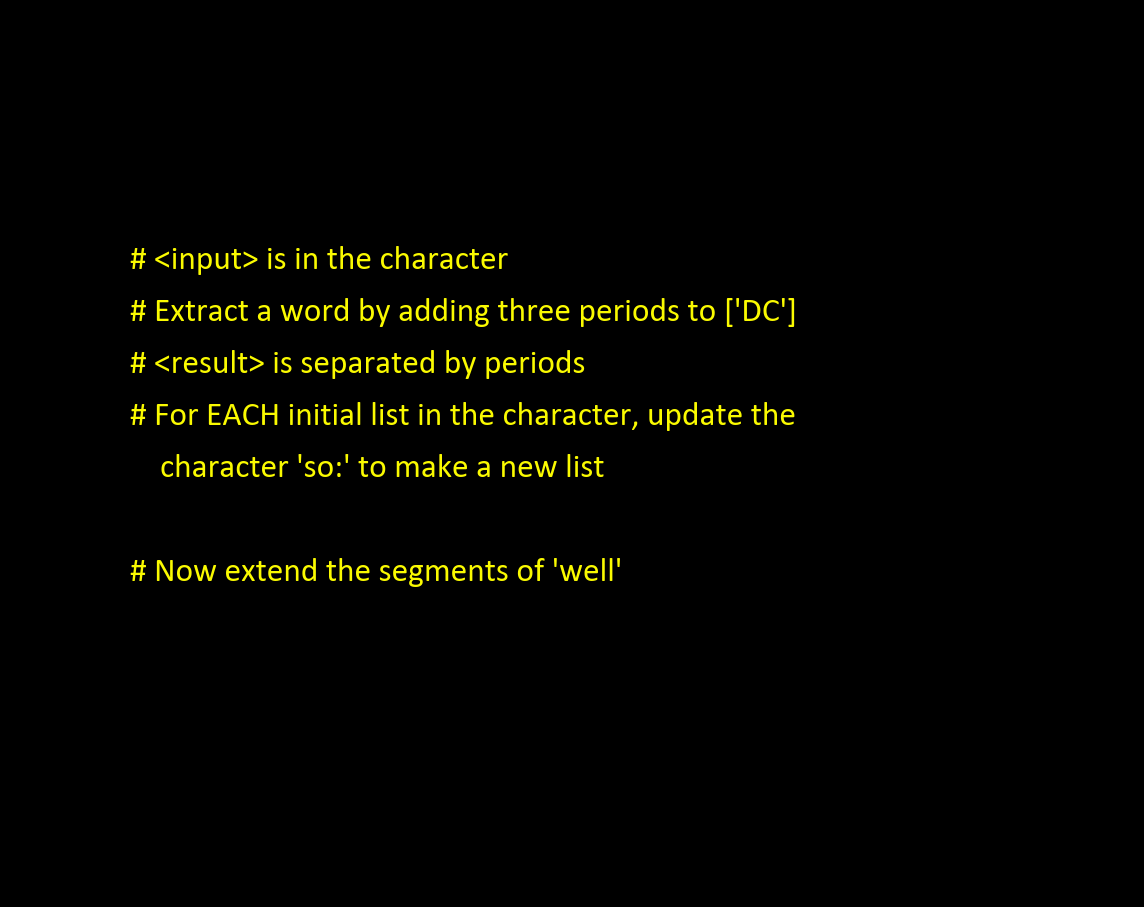 # <input> is in the character
# Extract a word by adding three periods to ['DC']
# <result> is separated by periods
# For EACH initial list in the character, update the
character 'so:' to make a new list
# Now extend the segments of 'well'